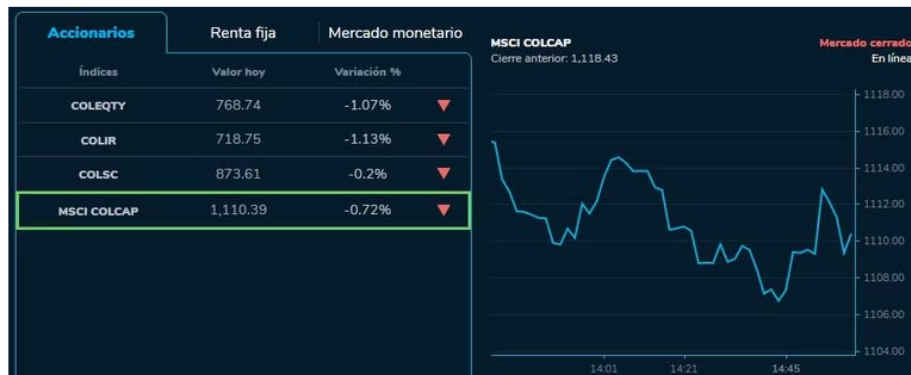 Accionarios Renta fija Mercado monetario
Índices Valor hoy Variación %
COLEQTY 768.74 -1.07% ▼
COLIR 718.75 -1.13% ▼
COLSC 873.61 -0.2% ▼
MSCI COLCAP 1,110.39 -0.72% ▼
MSCI COLCAP Mercado cerrado
Cierre anterior: 1,118.43 En línea
1118.00
1116.00
1114.00
1112.00
1110.00
1108.00
1106.00
1104.00
14:01 14:21 14:45